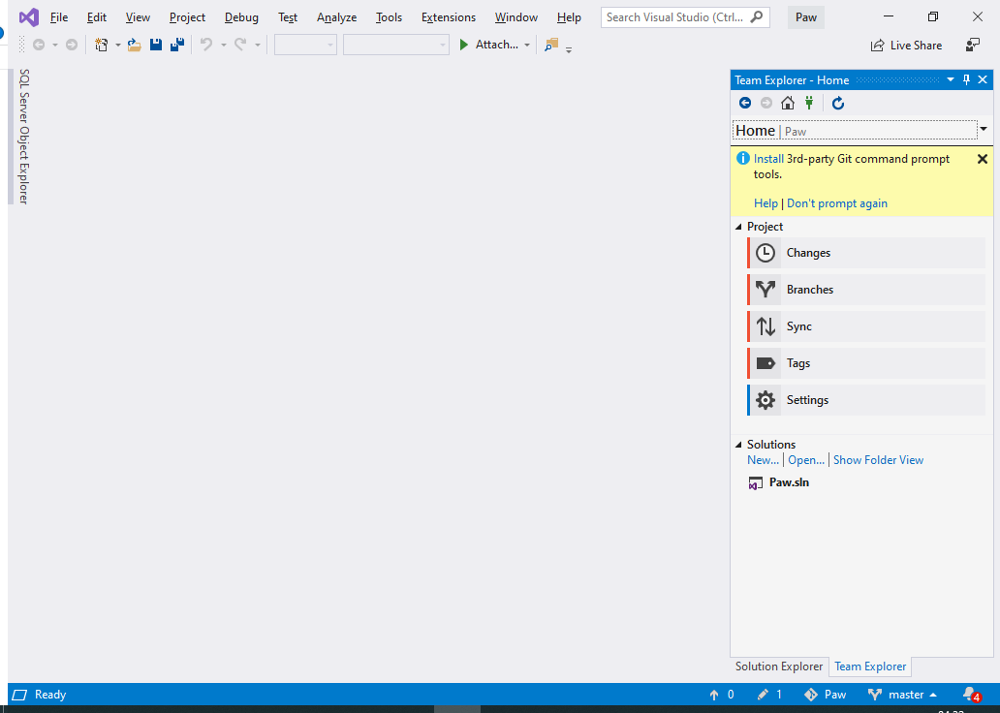 File Edit View Project Debug Test Analyze Tools Extensions Window Help Search Visual Studio (Ctrl... Paw
Attach... Live Share
SQL Server Object Explorer
Team Explorer - Home
Home | Paw
Install 3rd-party Git command prompt
tools.
Help | Don't prompt again
Project
Changes
Branches
Sync
Tags
Settings
Solutions
New... | Open... | Show Folder View
Paw.sln
Solution Explorer Team Explorer
Ready 0 1 Paw master 4